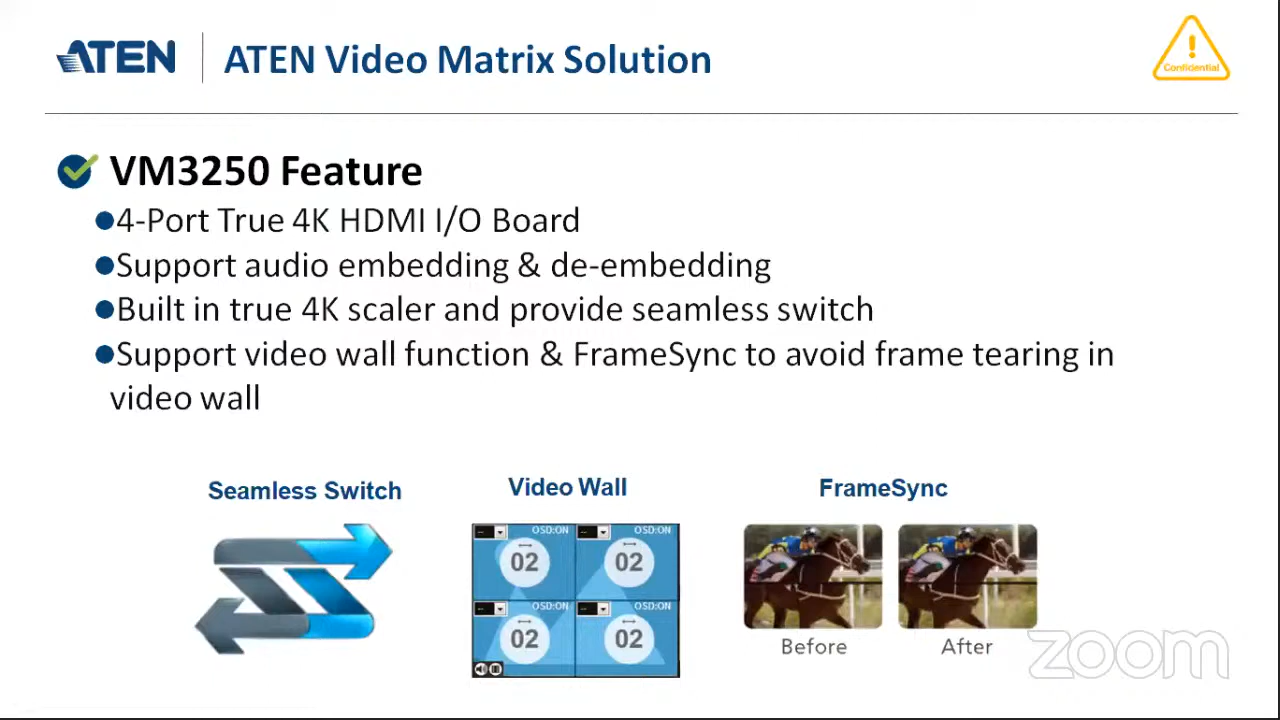 ATEN
ATEN Video Matrix Solution
Confidential
VM3250 Feature
●4-Port True 4K HDMI I/O Board
●Support audio embedding & de-embedding
●Built in true 4K scaler and provide seamless switch
●Support video wall function & FrameSync to avoid frame tearing in
video wall
Seamless Switch
Video Wall
FrameSync
-- OSD:ON -- OSD:ON
02 02
-- OSD:ON -- OSD:ON
02 02
Before After
zoom